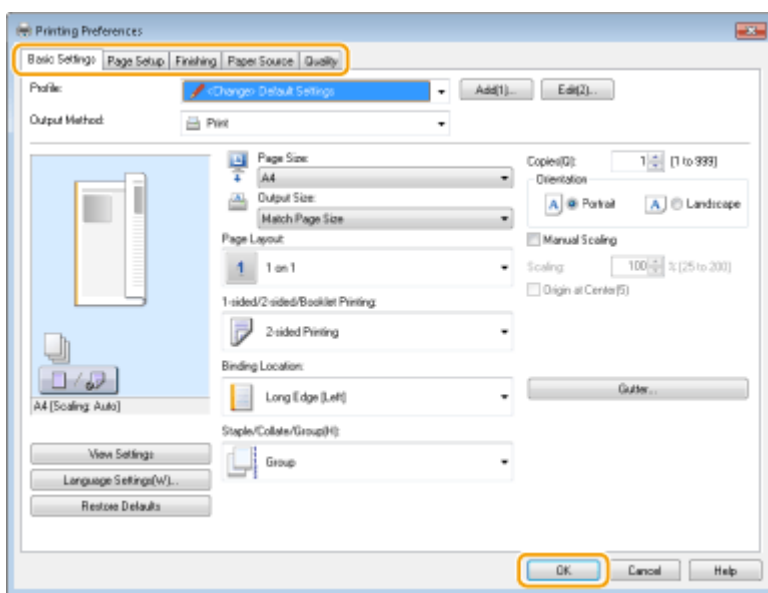 Printing Preferences
Basic Settings Page Setup Finishing Paper Source Quality
Profile: <Change> Default Settings Add(1)... Edit(2)...
Output Method: Print
Page Size:
A4
Output Size:
Match Page Size
Page Layout:
1 1 on 1
1-sided/2-sided/Booklet Printing:
2-sided Printing
Binding Location:
Long Edge [Left]
Staple/Collate/Group(H):
Group
Copies(Q): 1 [1 to 999]
Orientation
A Portrait A Landscape
Manual Scaling
Scaling: 100 % [25 to 200]
Origin at Center(5)
Gutter...
A4 [Scaling: Auto]
View Settings
Language Settings(W)...
Restore Defaults
OK Cancel Help